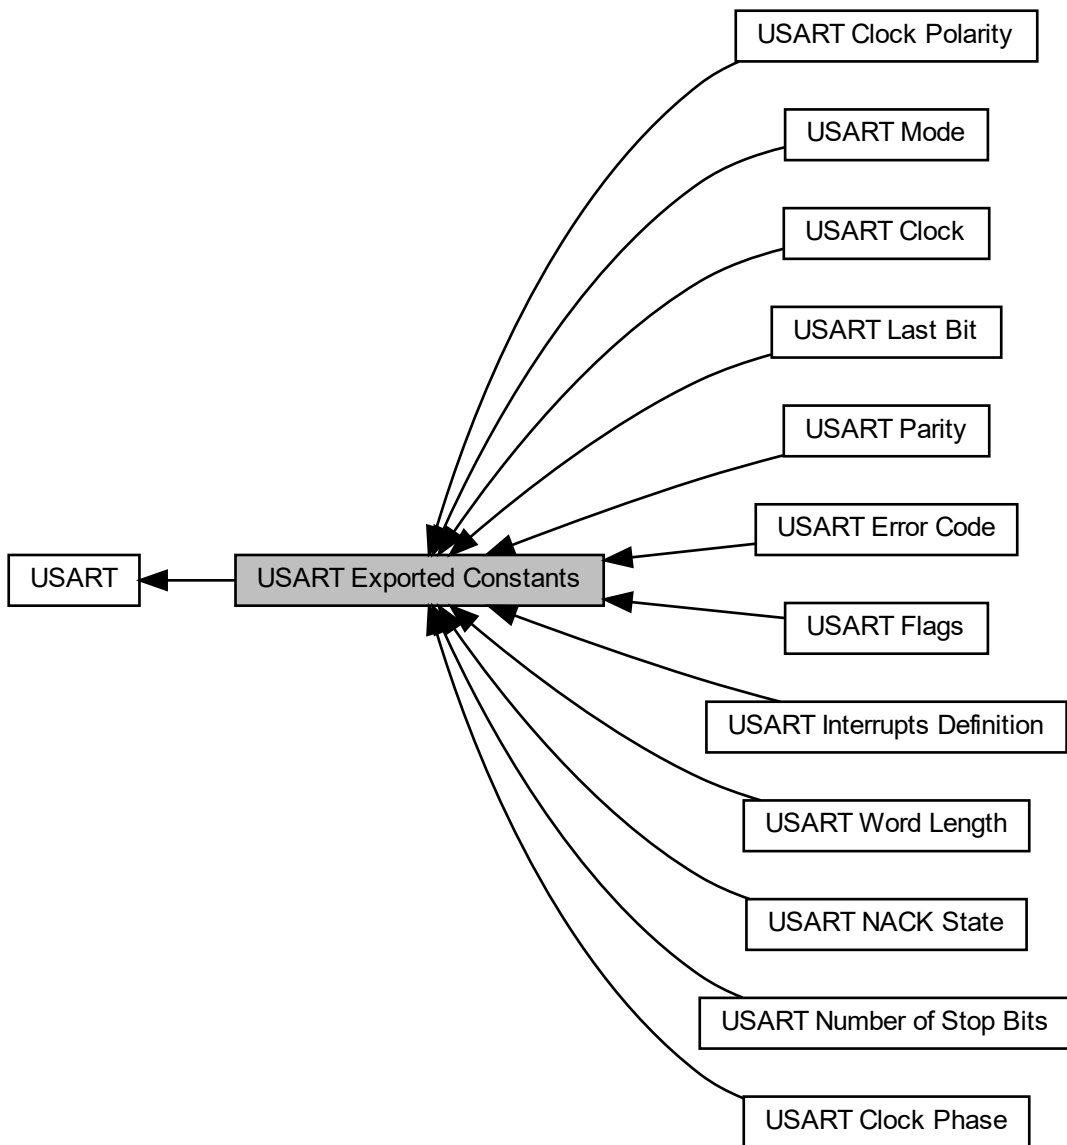 USART Clock Polarity
USART Mode
USART Clock
USART Last Bit
USART Parity
USART Error Code
USART
USART Exported Constants
USART Flags
USART Interrupts Definition
USART Word Length
USART NACK State
USART Number of Stop Bits
USART Clock Phase